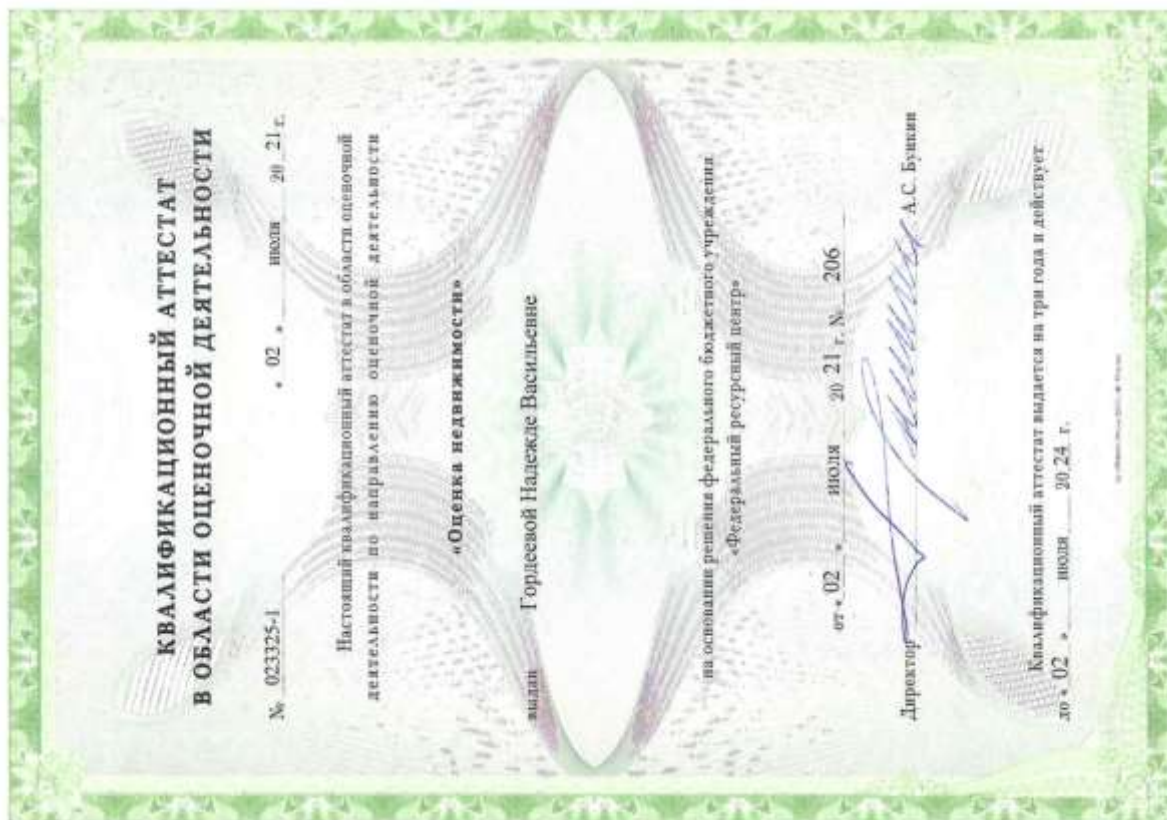 КВАЛИФИКАЦИОННЫЙ АТТЕСТАТ
В ОБЛАСТИ ОЦЕНОЧНОЙ ДЕЯТЕЛЬНОСТИ
№ 023325-1 « 02 » июля 20 21 г.
Настоящий квалификационный аттестат в области оценочной
деятельности по направлению оценочной деятельности
«Оценка недвижимости»
выдан Гордеевой Надежде Васильевне
на основании решения федерального бюджетного учреждения
«Федеральный ресурсный центр»
от « 02 » июля 20 21 г. № 206
Директор А.С. Бункин
Квалификационный аттестат выдается на три года и действует
до « 02 » июля 20 24 г.